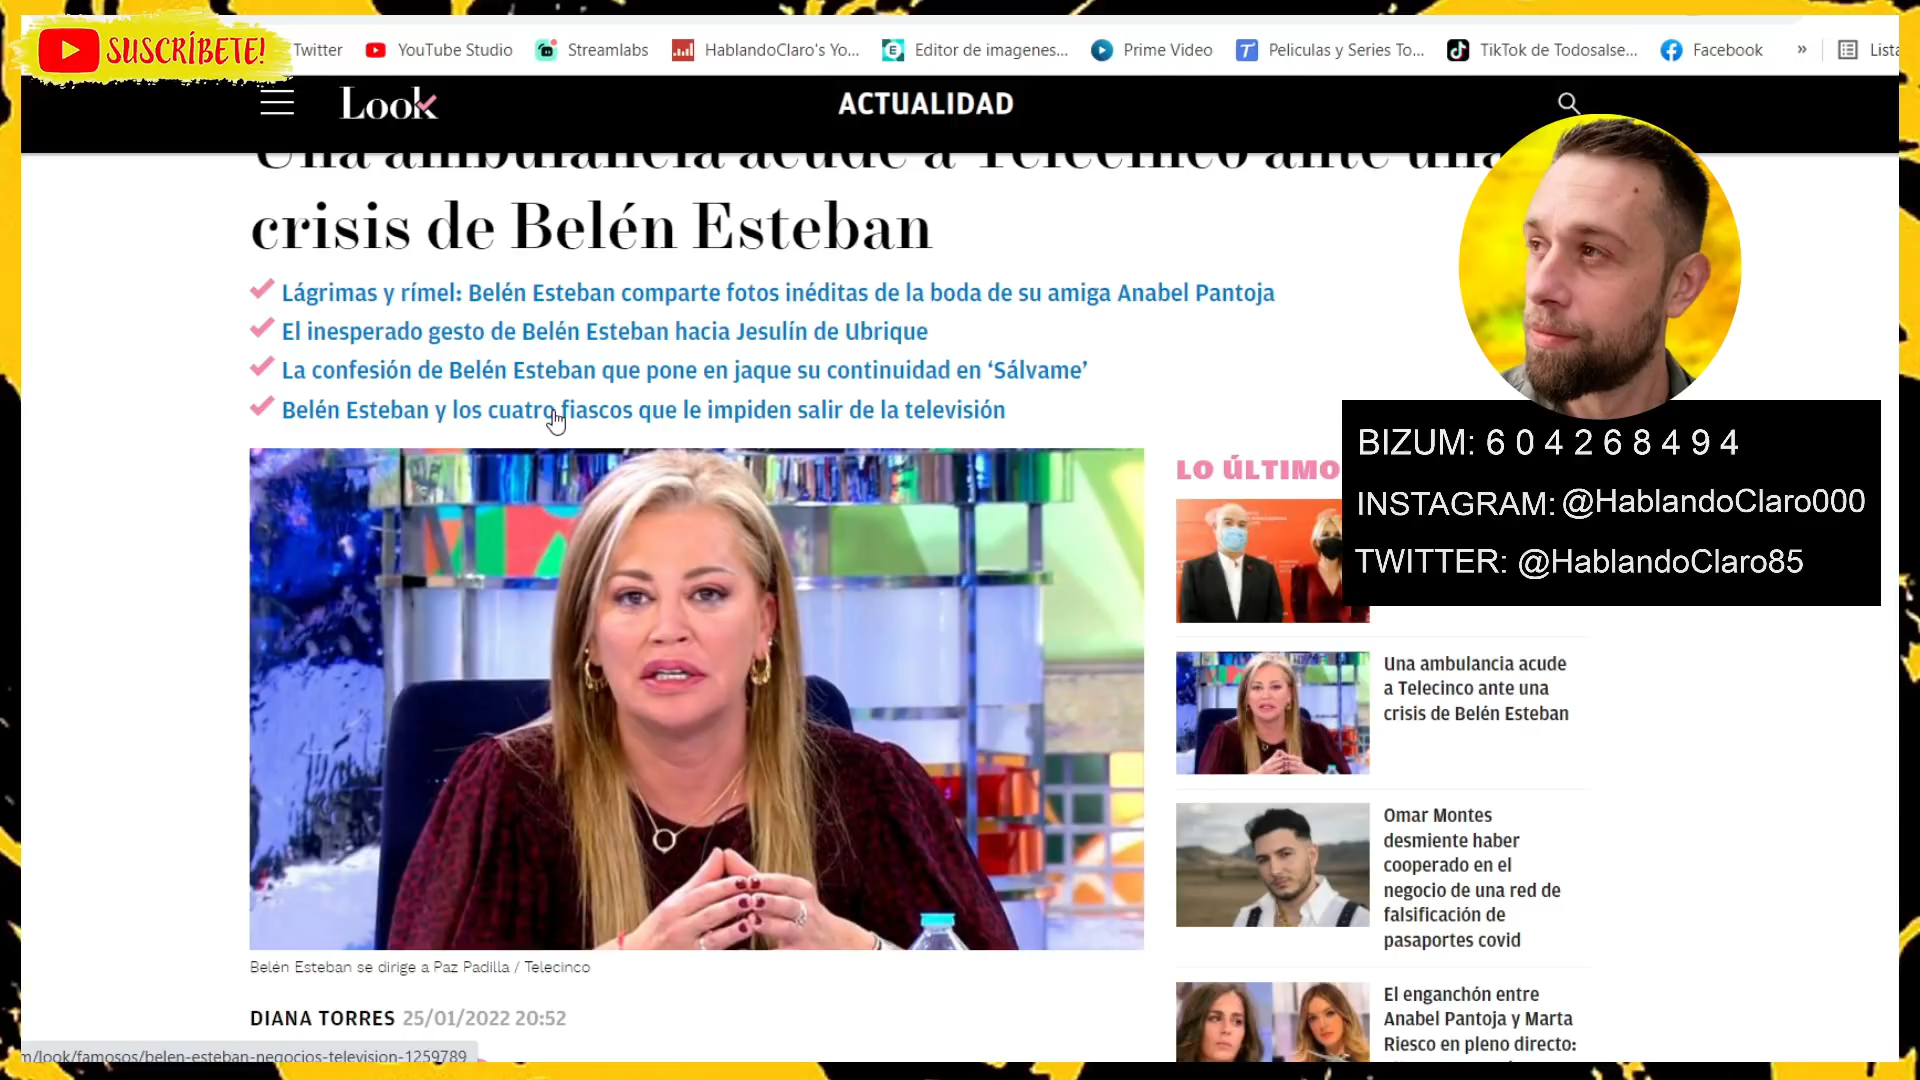 SUSCRÍBETE!
Twitter
YouTube Studio
Streamlabs
HablandoClaro's Yo...
Editor de imagenes...
Prime Video
Peliculas y Series To...
TikTok de Todosalse...
Facebook
»
Lista
Look
ACTUALIDAD
Una ambulancia acude a Telecinco ante una
crisis de Belén Esteban
Lágrimas y rímel: Belén Esteban comparte fotos inéditas de la boda de su amiga Anabel Pantoja
El inesperado gesto de Belén Esteban hacia Jesulín de Ubrique
La confesión de Belén Esteban que pone en jaque su continuidad en ‘Sálvame’
Belén Esteban y los cuatro fiascos que le impiden salir de la televisión
BIZUM: 6 0 4 2 6 8 4 9 4
INSTAGRAM: @HablandoClaro000
TWITTER: @HablandoClaro85
LO ÚLTIMO
Una ambulancia acude
a Telecinco ante una
crisis de Belén Esteban
Omar Montes
desmiente haber
cooperado en el
negocio de una red de
falsificación de
pasaportes covid
El enganchón entre
Anabel Pantoja y Marta
Riesco en pleno directo:
Belén Esteban se dirige a Paz Padilla / Telecinco
DIANA TORRES 25/01/2022 20:52
m/look/famosos/belen-esteban-negocios-television-1259789